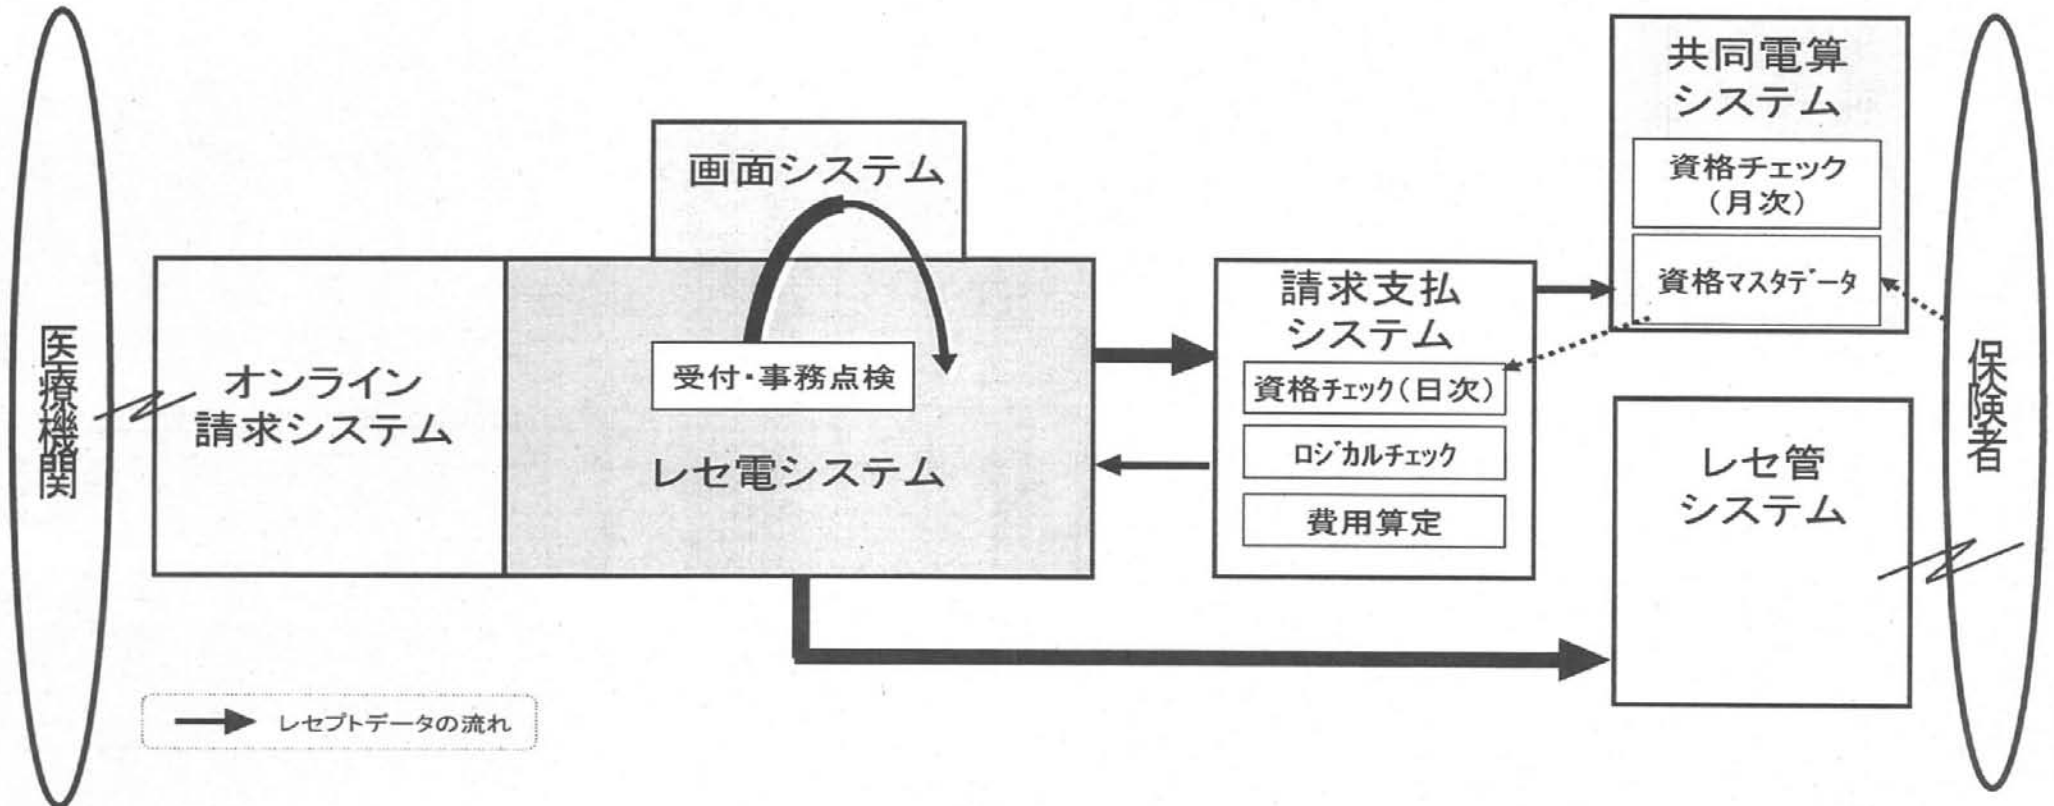 医療機関
オンライン
請求システム
画面システム
受付・事務点検
レセ電システム
請求支払
システム
資格チェック(日次)
ロジカルチェック
費用算定
共同電算
システム
資格チェック
(月次)
資格マスタデータ
レセ管
システム
保険者
レセプトデータの流れ